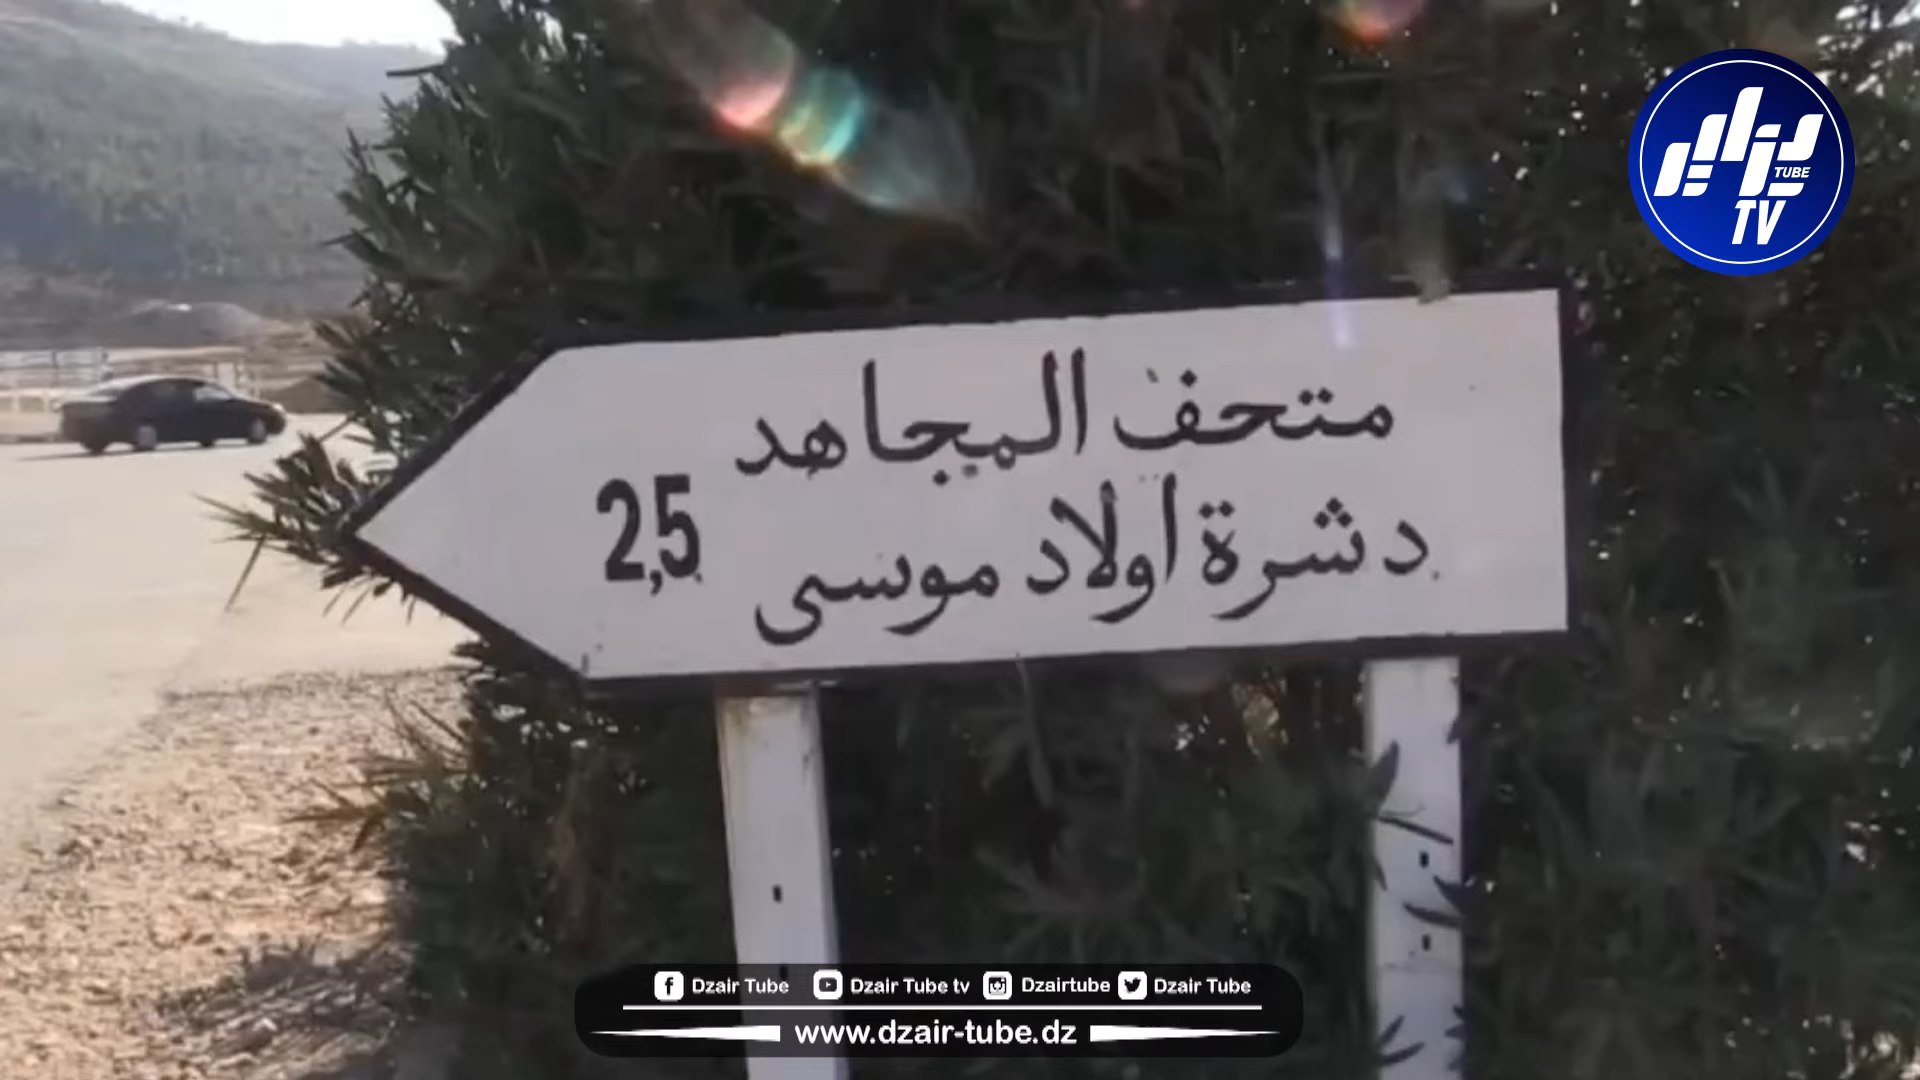 دزاير
TUBE
TV
متحف المجاهد
دشرة اولاد موسى
2,5
Dzair Tube Dzair Tube tv Dzairtube Dzair Tube
www.dzair-tube.dz